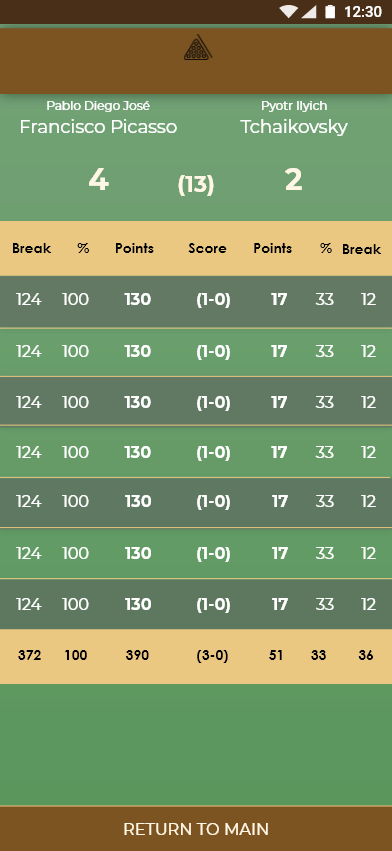 12:30
Pablo Diego José Pyotr Ilyich
Francisco Picasso Tchaikovsky
4 (13) 2
Break % Points Score Points % Break
124 100 130 (1-0) 17 33 12
124 100 130 (1-0) 17 33 12
124 100 130 (1-0) 17 33 12
124 100 130 (1-0) 17 33 12
124 100 130 (1-0) 17 33 12
124 100 130 (1-0) 17 33 12
124 100 130 (1-0) 17 33 12
372 100 390 (3-0) 51 33 36
RETURN TO MAIN